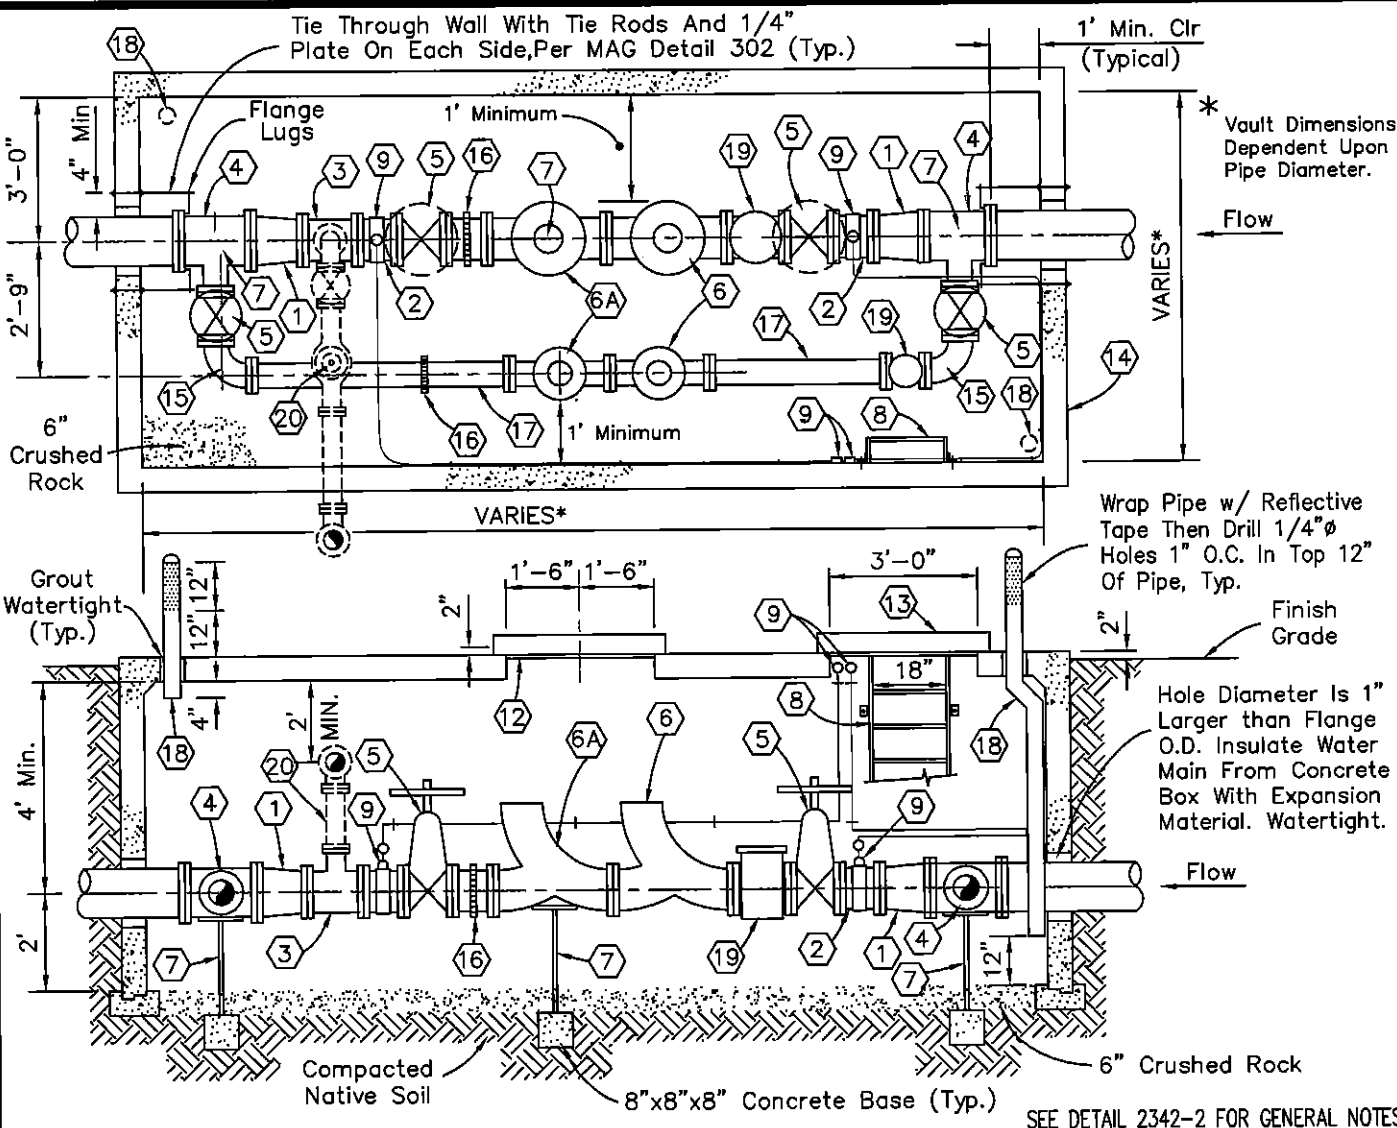 Tie Through Wall With Tie Rods And 1/4"
Plate On Each Side,Per MAG Detail 302 (Typ.)
1' Min. Clr
(Typical)
18
Flange
Lugs
1' Minimum
4" Min
3'-0"
2'-9"
4
3
9
5
16
7
19
5
9
1
7
4
*
Vault Dimensions
Dependent Upon
Pipe Diameter.
Flow
VARIES*
7
1
2
6A
6
2
5
5
17
19
5
14
15
20
16
17
15
18
1' Minimum
9
8
6"
Crushed
Rock
VARIES*
Wrap Pipe w/ Reflective
Tape Then Drill 1/4"ø
Holes 1" O.C. In Top 12"
Of Pipe, Typ.
Grout
Watertight
(Typ.)
12"
12"
4"
2"
1'-6"
1'-6"
3'-0"
13
9
2"
Finish
Grade
18"
12
8
18
18
Hole Diameter Is 1"
Larger than Flange
O.D. Insulate Water
Main From Concrete
Box With Expansion
Material. Watertight.
4' Min.
2'
MIN.
20
5
6A
6
5
4
1
9
9
Flow
2'
7
3
16
7
19
2
1
4
7
12"
Compacted
Native Soil
8"x8"x8" Concrete Base (Typ.)
6" Crushed Rock
SEE DETAIL 2342-2 FOR GENERAL NOTES